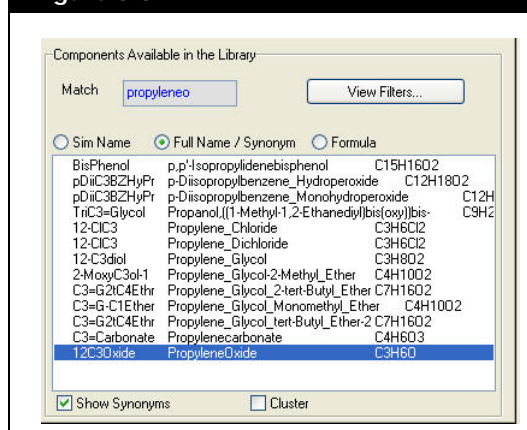 Components Available in the Library
Match propyleneo View Filters...
Sim Name Full Name / Synonym Formula
BisPhenol p,p'-Isopropylidenebisphenol C15H16O2
pDiiC3BZHyPr p-Diisopropylbenzene_Hydroperoxide C12H18O2
pDiiC3BZHyPr p-Diisopropylbenzene_Monohydroperoxide C12H
TriC3=Glycol Propanol,((1-Methyl-1,2-Ethanediyl)bis(oxy))bis- C9H2
12-ClC3 Propylene_Chloride C3H6Cl2
12-ClC3 Propylene_Dichloride C3H6Cl2
12-C3diol Propylene_Glycol C3H8O2
2-MoxyC3ol-1 Propylene_Glycol-2-Methyl_Ether C4H10O2
C3=G2tC4Ethr Propylene_Glycol_2-tert-Butyl_Ether C7H16O2
C3=G-C1Ether Propylene_Glycol_Monomethyl_Ether C4H10O2
C3=G2tC4Ethr Propylene_Glycol_tert-Butyl_Ether-2 C7H16O2
C3=Carbonate Propylenecarbonate C4H6O3
12C3Oxide PropyleneOxide C3H6O
Show Synonyms Cluster